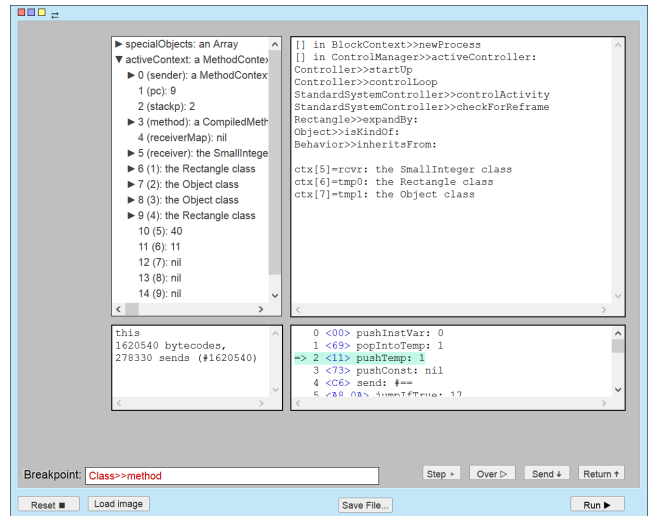 ▶ specialObjects: an Array
▼ activeContext: a MethodContex
▶ 0 (sender): a MethodContex
1 (pc): 9
2 (stackp): 2
▶ 3 (method): a CompiledMeth
4 (receiverMap): nil
▶ 5 (receiver): the SmallIntege
▶ 6 (1): the Rectangle class
▶ 7 (2): the Object class
▶ 8 (3): the Object class
▶ 9 (4): the Rectangle class
10 (5): 40
11 (6): 11
12 (7): nil
13 (8): nil
14 (9): nil
[] in BlockContext>>newProcess
[] in ControlManager>>activeController:
Controller>>startUp
Controller>>controlLoop
StandardSystemController>>controlActivity
StandardSystemController>>checkForReframe
Rectangle>>expandBy:
Object>>isKindOf:
Behavior>>inheritsFrom:
ctx[5]=rcvr: the SmallInteger class
ctx[6]=tmp0: the Rectangle class
ctx[7]=tmp1: the Object class
this
1620540 bytecodes,
278330 sends (#1620540)
0 <00> pushInstVar: 0
1 <69> popIntoTemp: 1
=> 2 <11> pushTemp: 1
3 <73> pushConst: nil
4 <C6> send: #==
5 <A8 0A> jumpIfTrue: 17
Breakpoint: Class>>method
Step Over ▷ Send ↓ Return ↑
Reset ■ Load image Save File... Run ▶